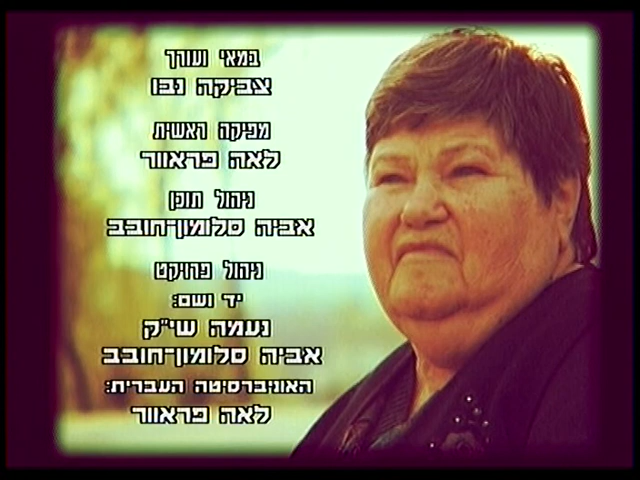 במאי ועורך
צביקה נבו
מפיקה ראשית
לאה פראוור
ניהול תוכן
אביה סלומון-חובב
ניהול פרויקט
יד ושם:
נעמה שי"ק
אביה סלומון-חובב
האוניברסיטה העברית:
לאה פראוור